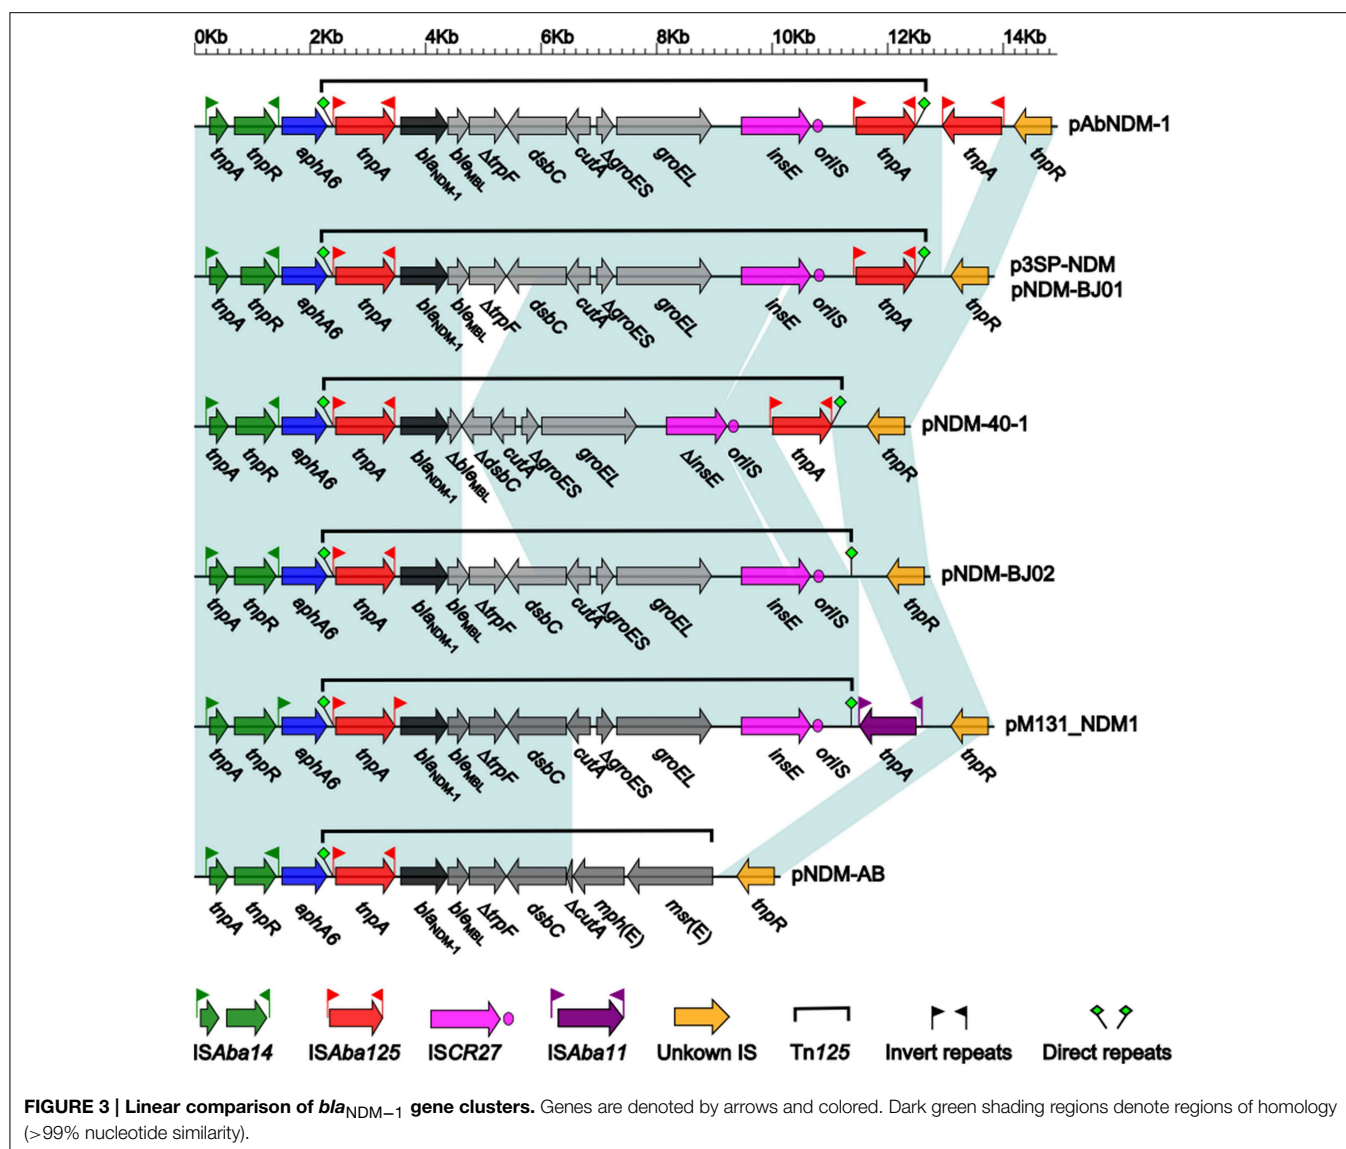 0Kb 2Kb 4Kb 6Kb 8Kb 10Kb 12Kb 14Kb
pAbNDM-1
tnpA tnpR aphA6 tnpA blaNDM-1 bleMBL ΔtrpF dsbC cutA ΔgroES groEL insE oriIS tnpA tnpA tnpR
p3SP-NDM
pNDM-BJ01
tnpA tnpR aphA6 tnpA blaNDM-1 bleMBL ΔtrpF dsbC cutA ΔgroES groEL insE oriIS tnpA tnpR
pNDM-40-1
tnpA tnpR aphA6 tnpA blaNDM-1 ΔbleMBL ΔdsbC cutA ΔgroES groEL ΔinsE oriIS tnpA tnpR
pNDM-BJ02
tnpA tnpR aphA6 tnpA blaNDM-1 bleMBL ΔtrpF dsbC cutA ΔgroES groEL insE oriIS tnpR
pM131_NDM1
tnpA tnpR aphA6 tnpA blaNDM-1 bleMBL ΔtrpF dsbC cutA ΔgroES groEL insE oriIS tnpA tnpR
pNDM-AB
tnpA tnpR aphA6 tnpA blaNDM-1 bleMBL ΔtrpF dsbC ΔcutA mph(E) msr(E) tnpR
ISAba14 ISAba125 ISCR27 ISAba11 Unkown IS Tn125 Invert repeats Direct repeats
FIGURE 3 | Linear comparison of blaNDM−1 gene clusters. Genes are denoted by arrows and colored. Dark green shading regions denote regions of homology
(>99% nucleotide similarity).